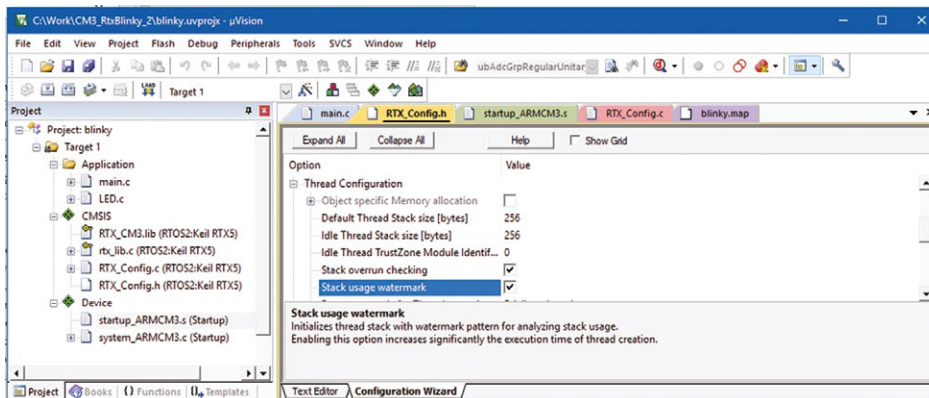 C:\Work\CM3_RtxBlinky_2\blinky.uvprojx - µVision
File Edit View Project Flash Debug Peripherals Tools SVCS Window Help
ubAdcGrpRegularUnitar
LOAD Target 1
Project
main.c RTX_Config.h startup_ARMCM3.s RTX_Config.c blinky.map
Project: blinky
Target 1
Application
main.c
LED.c
CMSIS
RTX_CM3.lib (RTOS2:Keil RTX5)
rtx_lib.c (RTOS2:Keil RTX5)
RTX_Config.c (RTOS2:Keil RTX5)
RTX_Config.h (RTOS2:Keil RTX5)
Device
startup_ARMCM3.s (Startup)
system_ARMCM3.c (Startup)
Project Books {} Functions Templates
Expand All Collapse All Help Show Grid
Option Value
Thread Configuration
Object specific Memory allocation
Default Thread Stack size [bytes] 256
Idle Thread Stack size [bytes] 256
Idle Thread TrustZone Module Identif... 0
Stack overrun checking
Stack usage watermark
Stack usage watermark
Initializes thread stack with watermark pattern for analyzing stack usage.
Enabling this option increases significantly the execution time of thread creation.
Text Editor Configuration Wizard